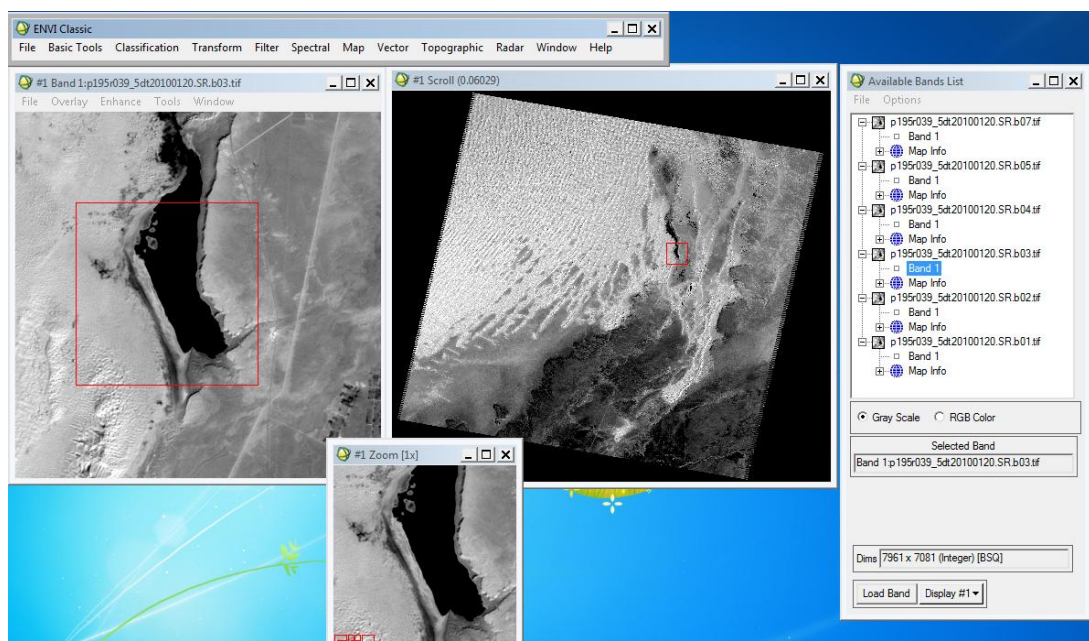 ENVI Classic
File Basic Tools Classification Transform Filter Spectral Map Vector Topographic Radar Window Help
#1 Band 1:p195r039_5dt20100120.SR.b03.tif
File Overlay Enhance Tools Window
#1 Scroll (0.06029)
#1 Zoom [1x]
Available Bands List
File Options
p195r039_5dt20100120.SR.b07.tif
Band 1
Map Info
p195r039_5dt20100120.SR.b05.tif
Band 1
Map Info
p195r039_5dt20100120.SR.b04.tif
Band 1
Map Info
p195r039_5dt20100120.SR.b03.tif
Band 1
Map Info
p195r039_5dt20100120.SR.b02.tif
Band 1
Map Info
p195r039_5dt20100120.SR.b01.tif
Band 1
Map Info
Gray Scale RGB Color
Selected Band
Band 1:p195r039_5dt20100120.SR.b03.tif
Dims 7961 x 7081 (Integer) [BSQ]
Load Band Display #1